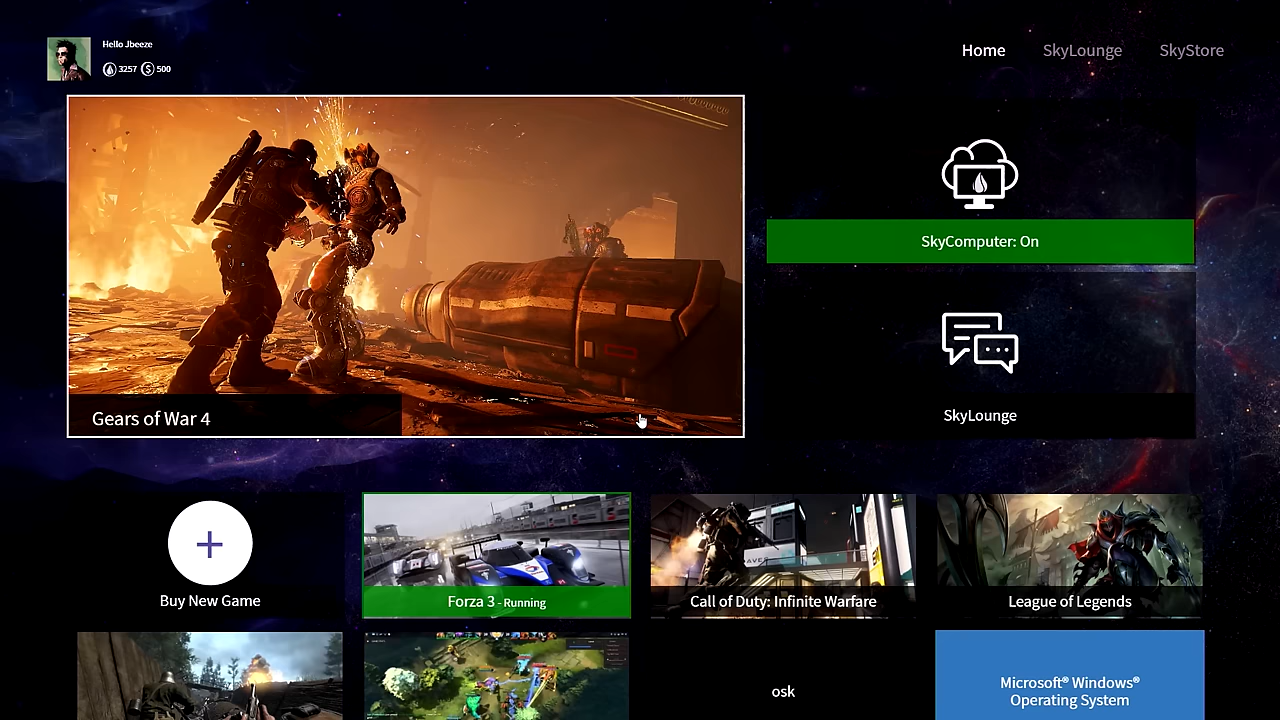 Hello Jbeeze
3257 500
Home SkyLounge SkyStore
Gears of War 4
SkyComputer: On
SkyLounge
Buy New Game
Forza 3 - Running
Call of Duty: Infinite Warfare
League of Legends
osk
Microsoft® Windows®
Operating System